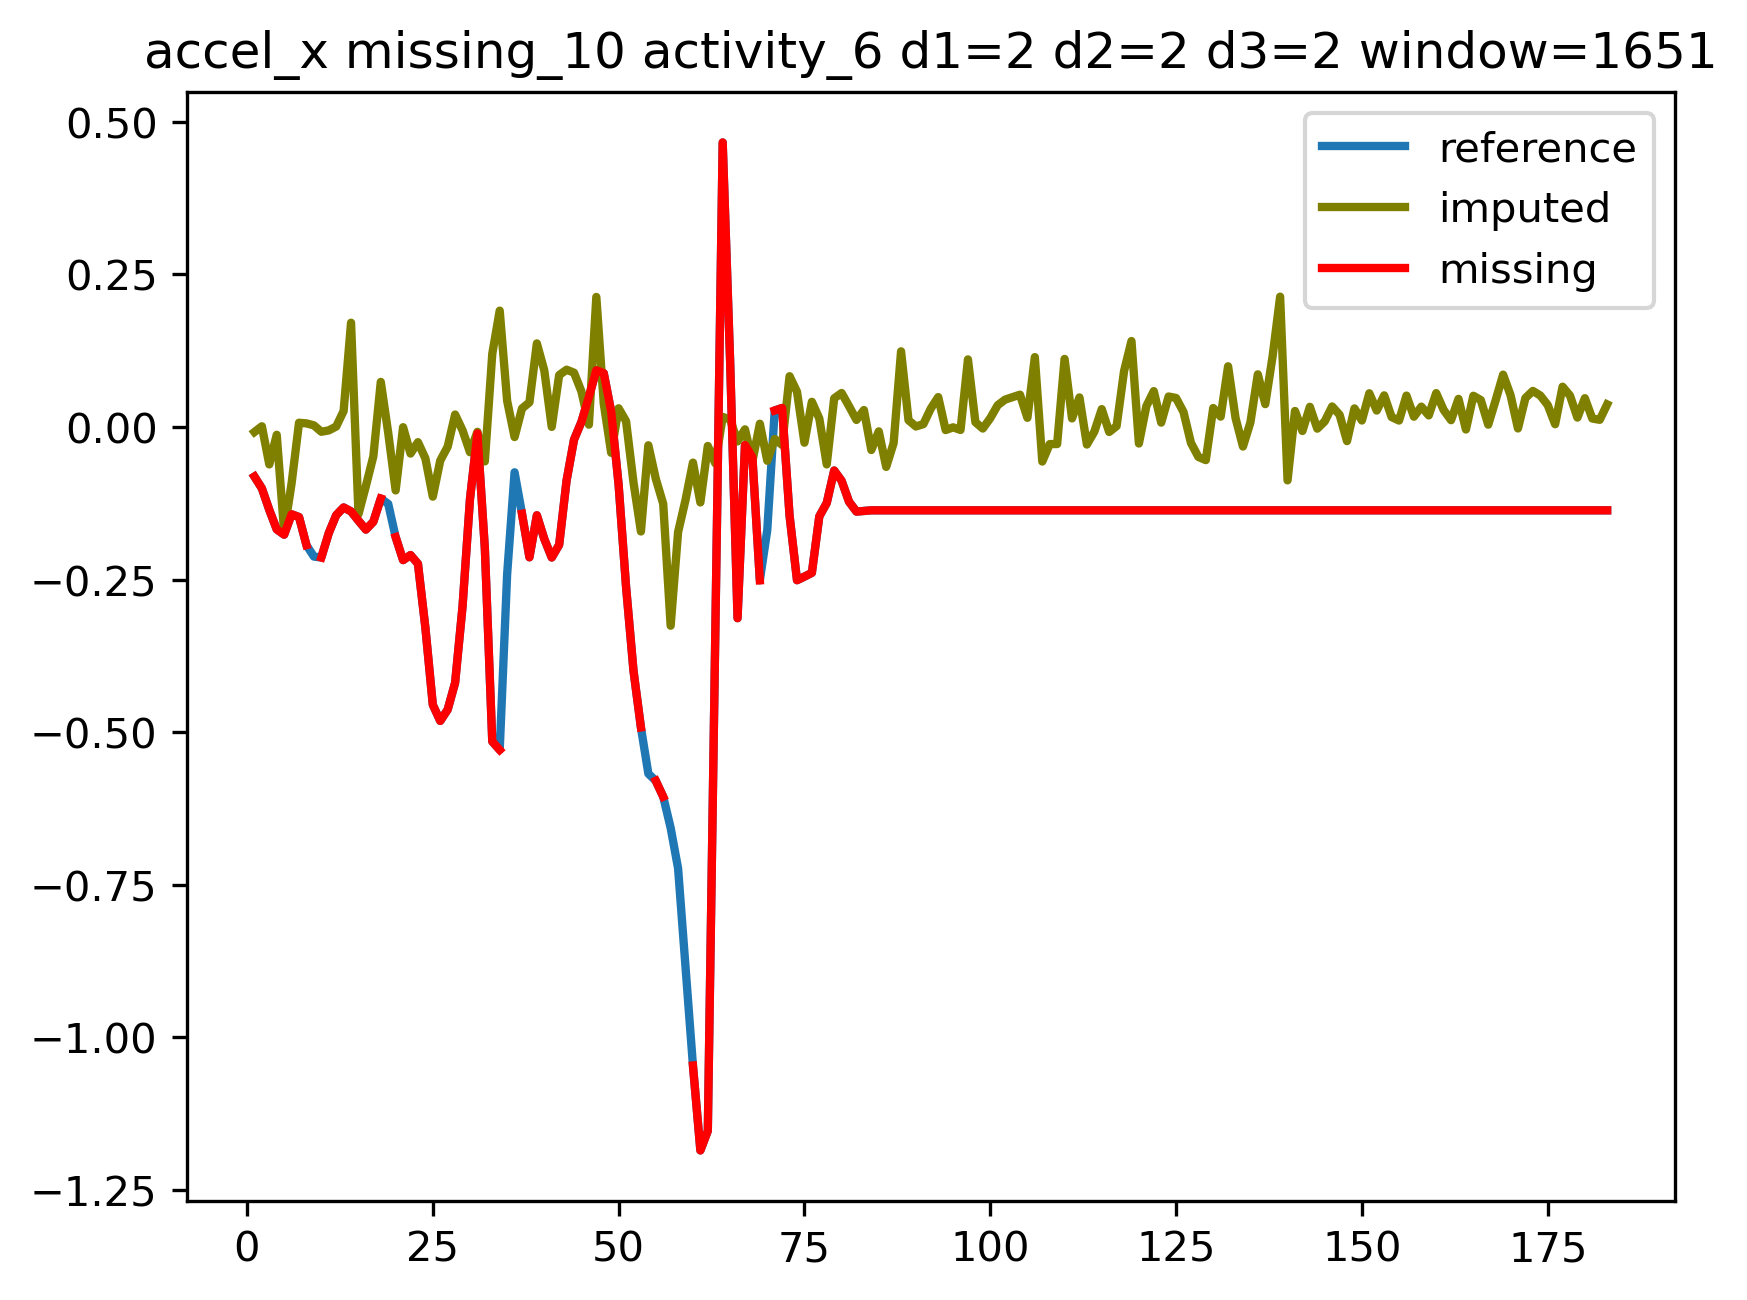 accel_x missing_10 activity_6 d1=2 d2=2 d3=2 window=1651
reference
imputed
missing
0.50
0.25
0.00
−0.25
−0.50
−0.75
−1.00
−1.25
0 25 50 75 100 125 150 175